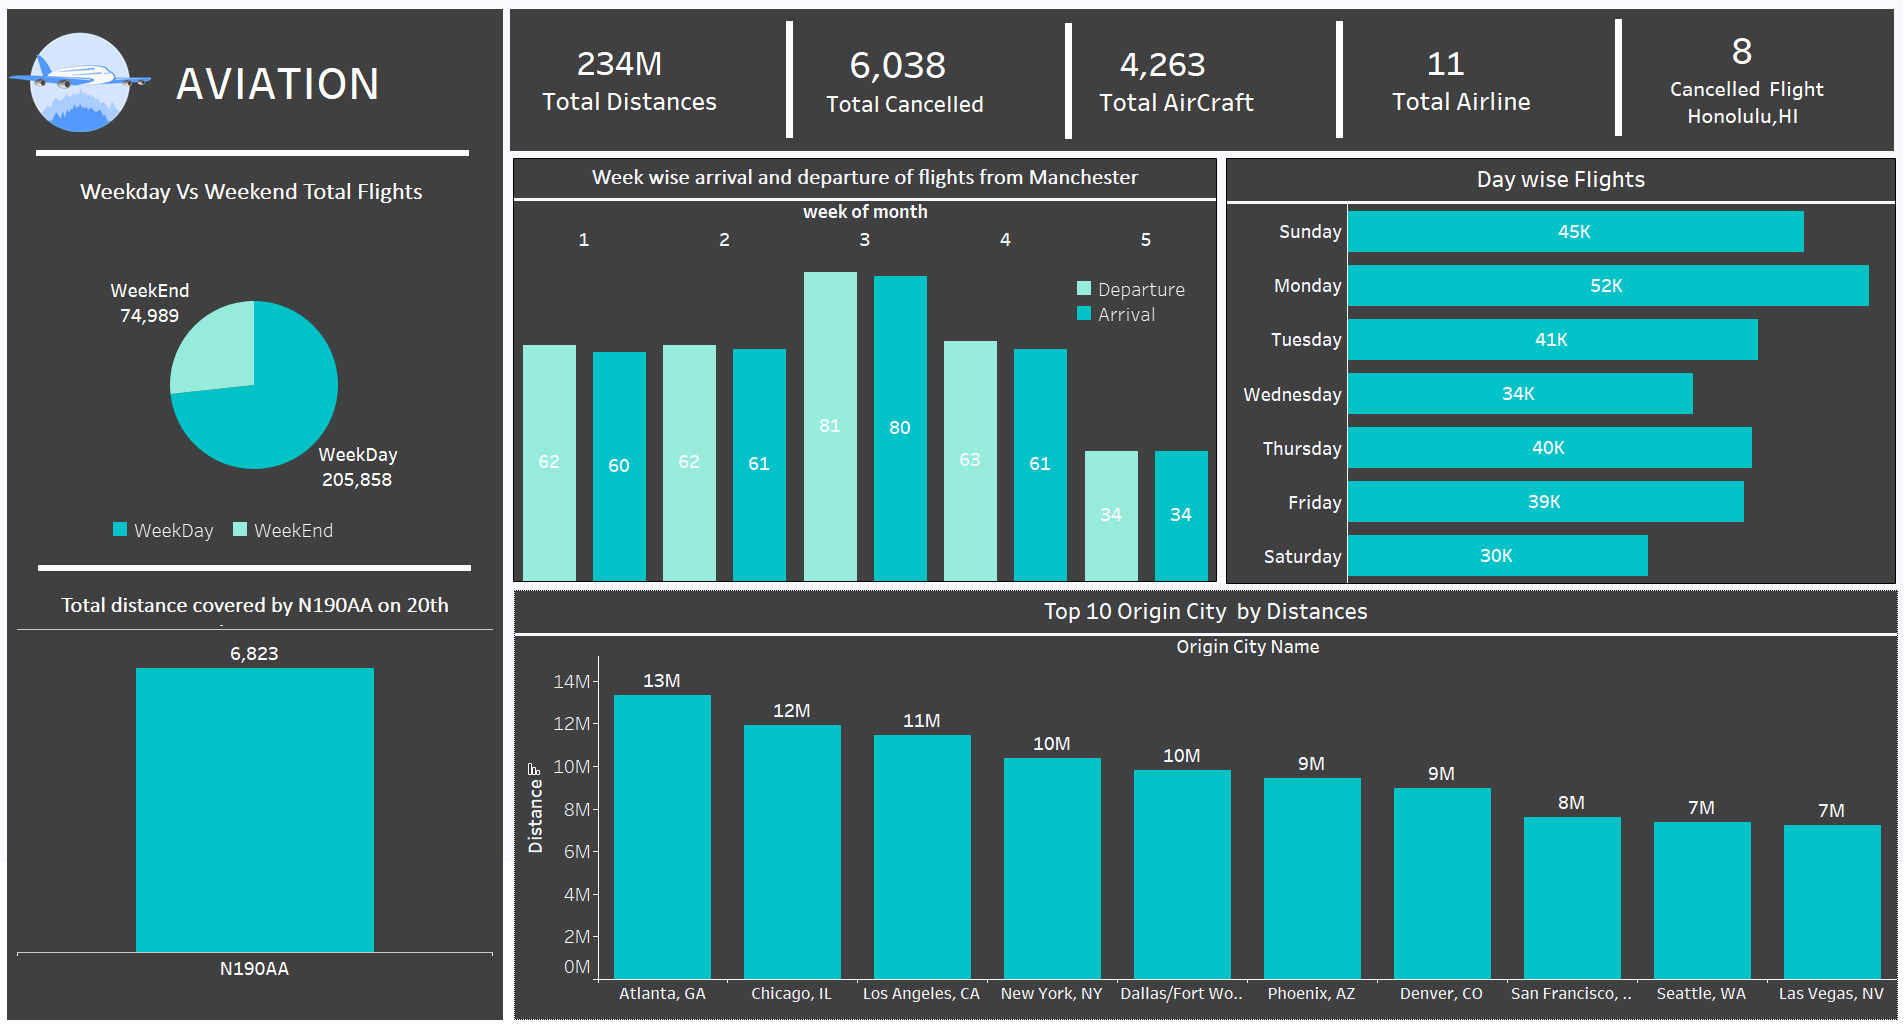 AVIATION
234M
Total Distances
6,038
Total Cancelled
4,263
Total AirCraft
11
Total Airline
8
Cancelled Flight
Honolulu,HI
Weekday Vs Weekend Total Flights
WeekEnd
74,989
WeekDay
205,858
WeekDay
WeekEnd
Total distance covered by N190AA on 20th
6,823
N190AA
Week wise arrival and departure of flights from Manchester
week of month
1 2 3 4 5
Departure
Arrival
62 60 62 61 81 80 63 61 34 34
Day wise Flights
Sunday 45K
Monday 52K
Tuesday 41K
Wednesday 34K
Thursday 40K
Friday 39K
Saturday 30K
Top 10 Origin City by Distances
Origin City Name
Distance
14M
12M
10M
8M
6M
4M
2M
0M
13M 12M 11M 10M 10M 9M 9M 8M 7M 7M
Atlanta, GA Chicago, IL Los Angeles, CA New York, NY Dallas/Fort Wo.. Phoenix, AZ Denver, CO San Francisco, .. Seattle, WA Las Vegas, NV